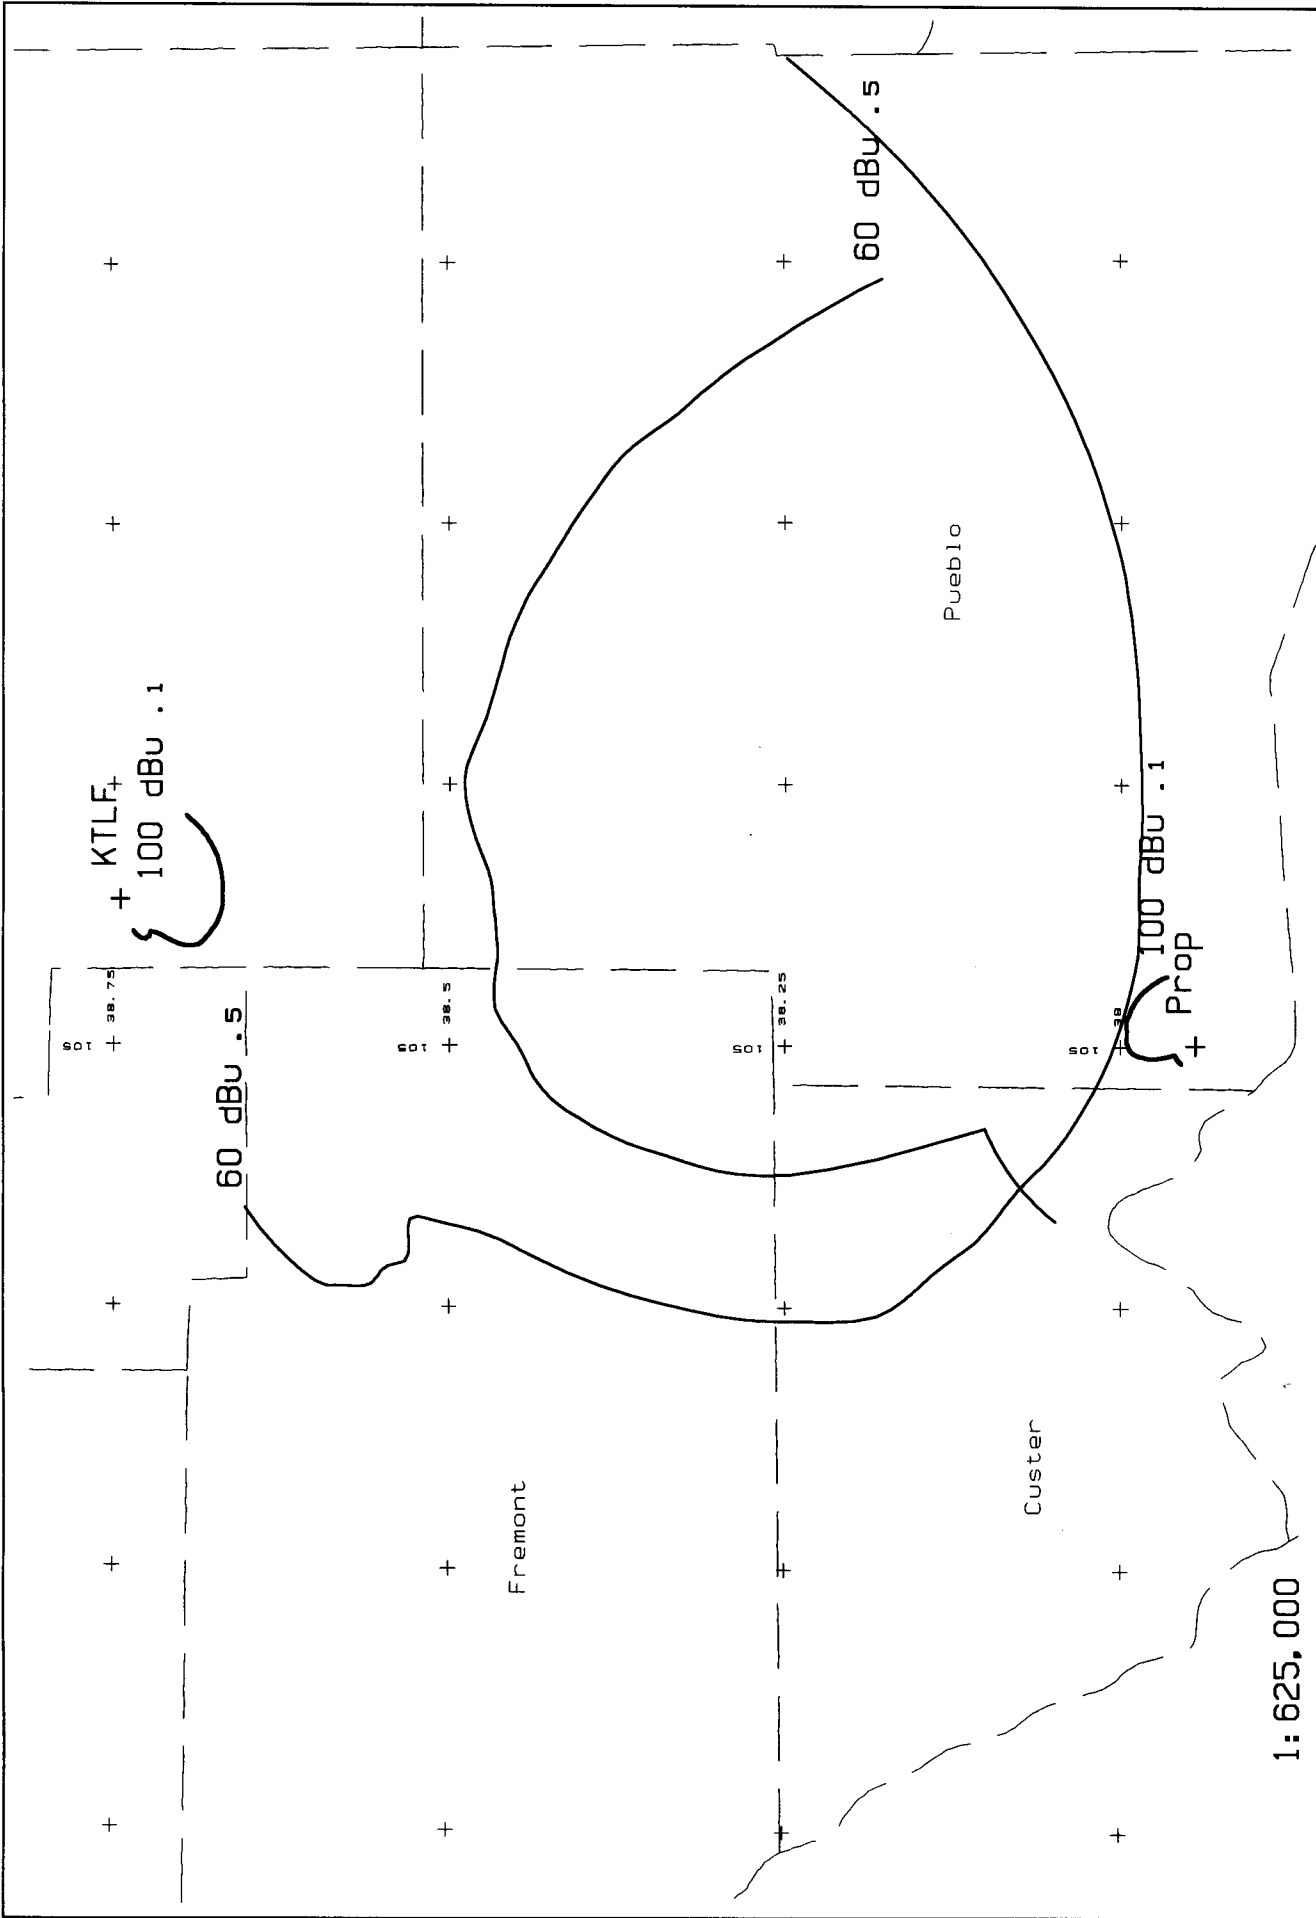 KTLF
100 dBu .1
60 dBu .5
105
38.75
105
38.5
105
38.25
105
38
60 dBu .5
Pueblo
100 dBu .1
Prop
Fremont
Custer
1:625,000